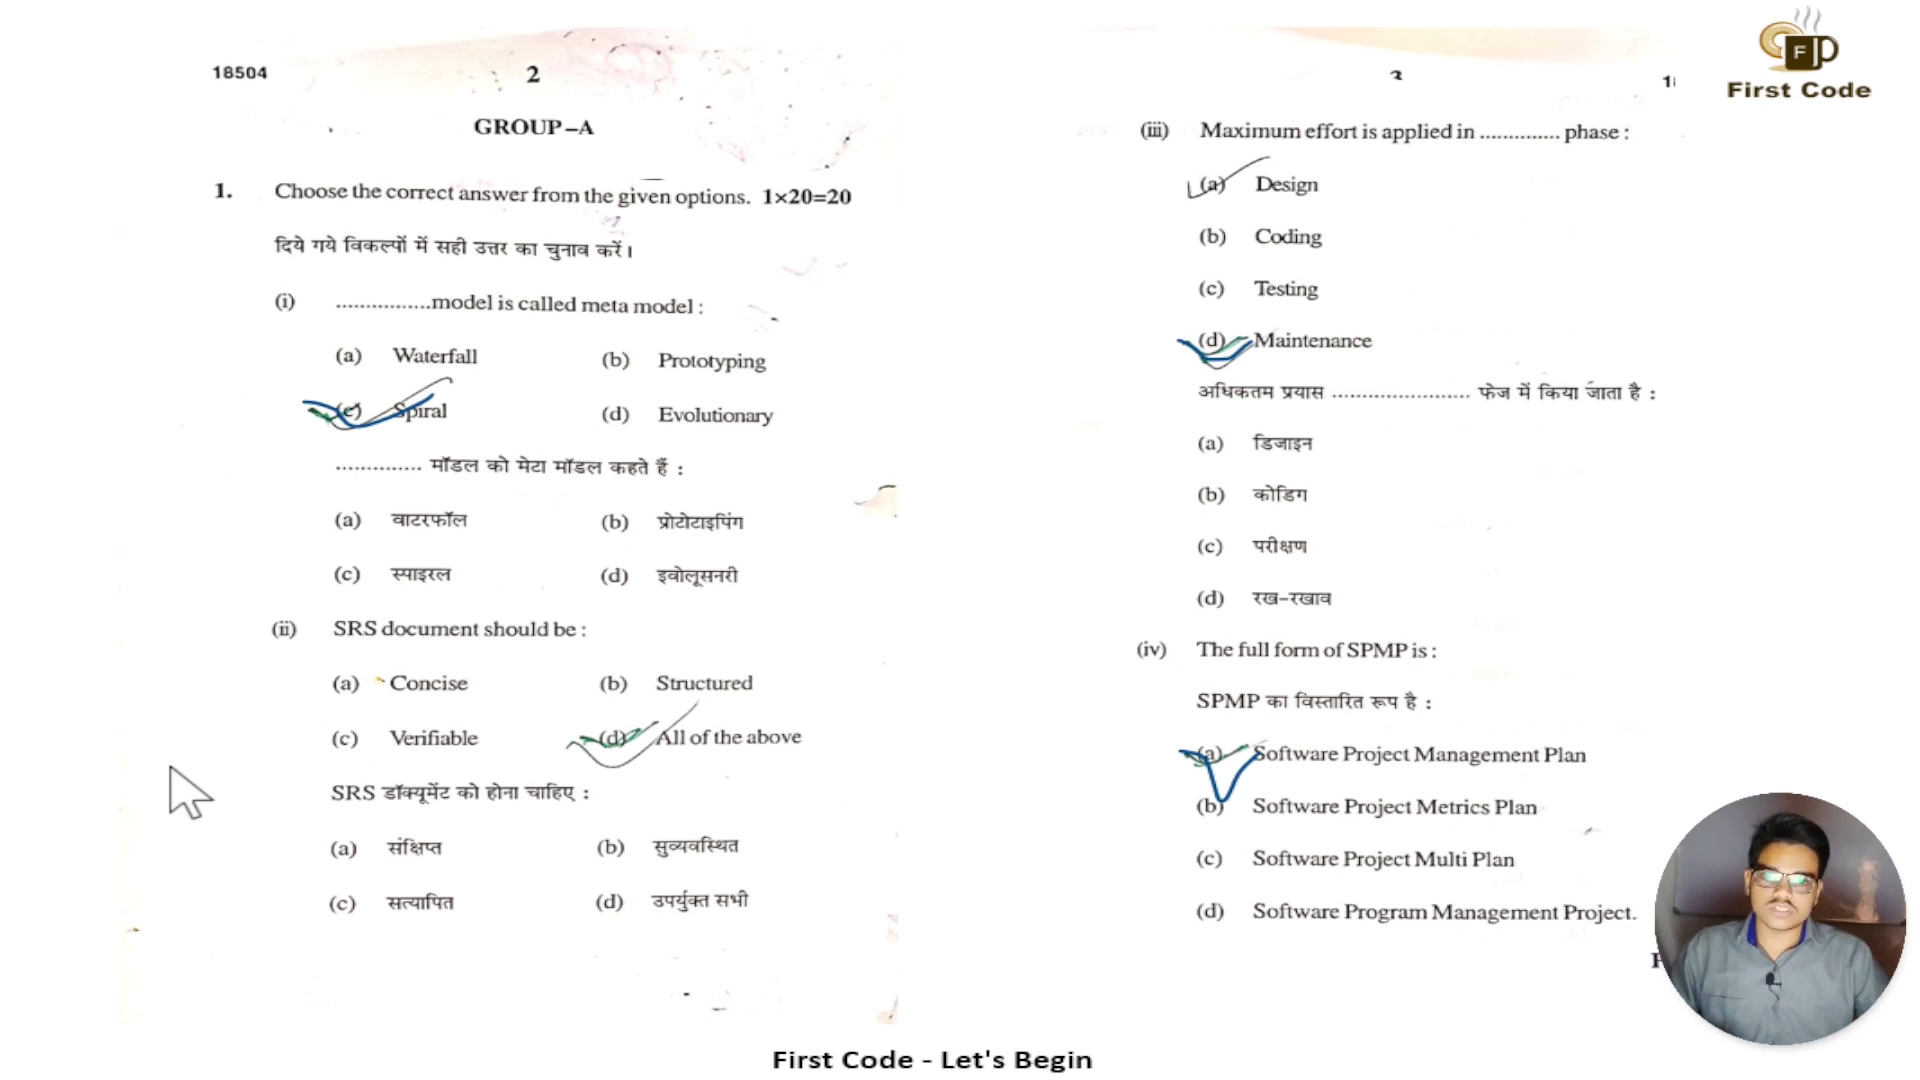 18504
2
GROUP–A
1. Choose the correct answer from the given options. 1×20=20
दिये गये विकल्पों में सही उत्तर का चुनाव करें।
(i) ................model is called meta model :
(a) Waterfall (b) Prototyping
(c) Spiral (d) Evolutionary
.............. मॉडल को मेटा मॉडल कहते हैं :
(a) वाटरफॉल (b) प्रोटोटाइपिंग
(c) स्पाइरल (d) इवोलूसनरी
(ii) SRS document should be :
(a) Concise (b) Structured
(c) Verifiable (d) All of the above
SRS डॉक्यूमेंट को होना चाहिए :
(a) संक्षिप्त (b) सुव्यवस्थित
(c) सत्यापित (d) उपर्युक्त सभी
(iii) Maximum effort is applied in .............. phase :
(a) Design
(b) Coding
(c) Testing
(d) Maintenance
अधिकतम प्रयास ....................... फेज में किया जाता है :
(a) डिजाइन
(b) कोडिग
(c) परीक्षण
(d) रख-रखाव
(iv) The full form of SPMP is :
SPMP का विस्तारित रूप है :
(a) Software Project Management Plan
(b) Software Project Metrics Plan
(c) Software Project Multi Plan
(d) Software Program Management Project.
FP
First Code
First Code - Let's Begin